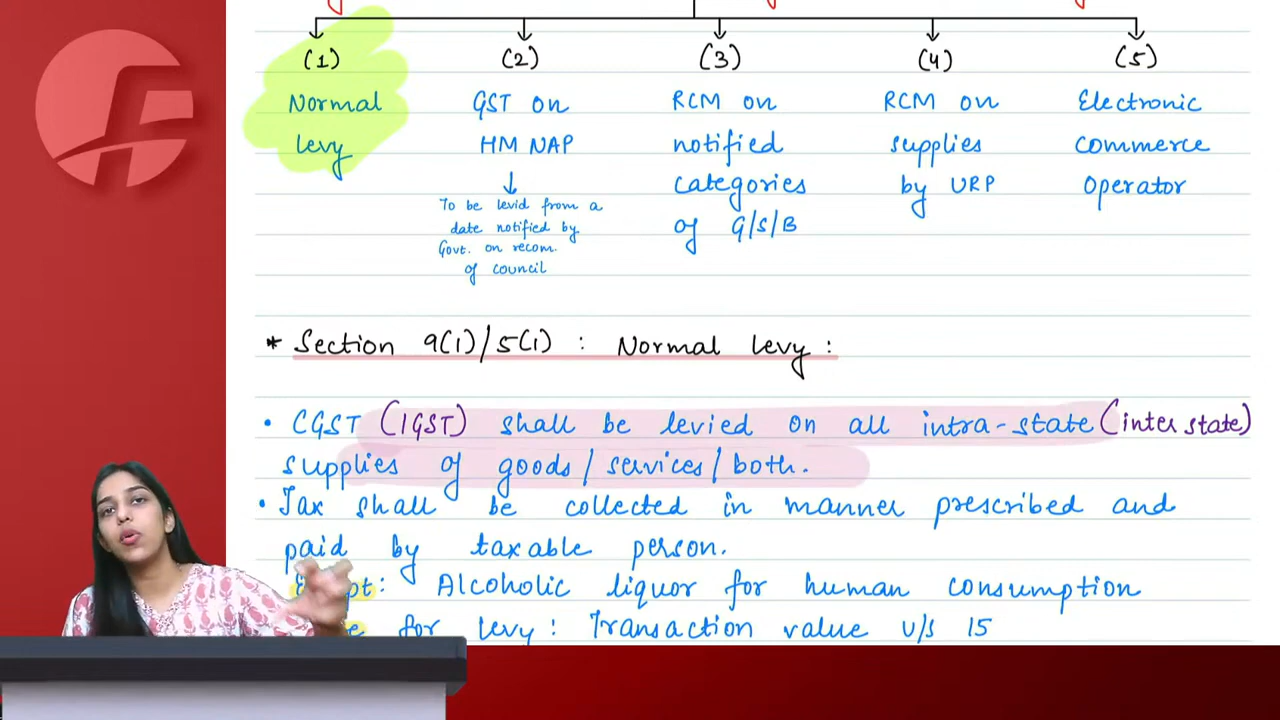 (1) (2) (3) (4) (5)
Normal GST on RCM on RCM on Electronic
levy HM NAP notified supplies commerce
categories by URP operator
To be levid from a
date notified by of G/S/B
Govt. on recom.
of council
* Section 9(1)/5(1) : Normal levy :
• CGST (IGST) shall be levied on all intra-state (inter state)
supplies of goods/services/both.
• Tax shall be collected in manner prescribed and
paid by taxable person.
Alcoholic liquor for human consumption
for levy : Transaction value u/s 15